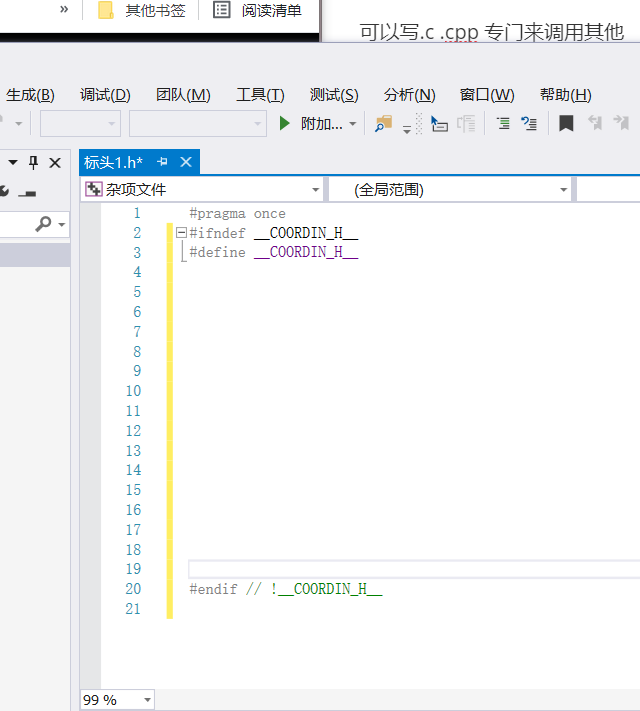 » 其他书签 阅读清单
可以写.c .cpp 专门来调用其他
生成(B) 调试(D) 团队(M) 工具(T) 测试(S) 分析(N) 窗口(W) 帮助(H)
附加...
标头1.h*
杂项文件 (全局范围)
1 #pragma once
2 #ifndef __COORDIN_H__
3 #define __COORDIN_H__
4
5
6
7
8
9
10
11
12
13
14
15
16
17
18
19
20 #endif // !__COORDIN_H__
21
99 %